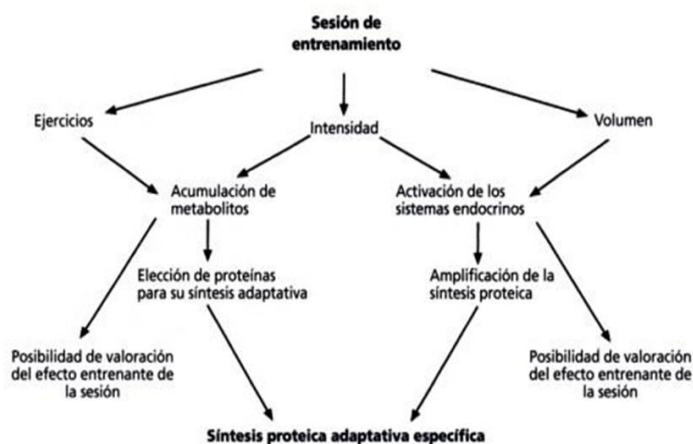 Sesión de
entrenamiento
Ejercicios
Intensidad
Volumen
Acumulación de
metabolitos
Activación de los
sistemas endocrinos
Elección de proteínas
para su síntesis adaptativa
Amplificación de la
síntesis proteica
Posibilidad de valoración
del efecto entrenante de
la sesión
Posibilidad de valoración
del efecto entrenante de
la sesión
Síntesis proteica adaptativa específica